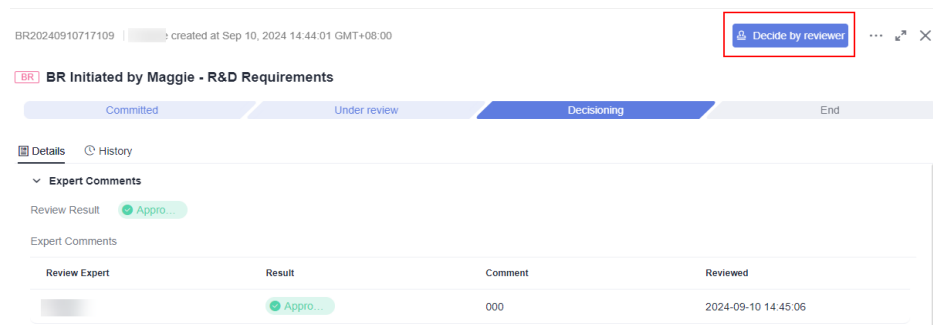 BR20240910717109 created at Sep 10, 2024 14:44:01 GMT+08:00 Decide by reviewer
BR BR Initiated by Maggie - R&D Requirements
Committed Under review Decisioning End
Details History
Expert Comments
Review Result Appro...
Expert Comments
Review Expert Result Comment Reviewed
Appro... 000 2024-09-10 14:45:06